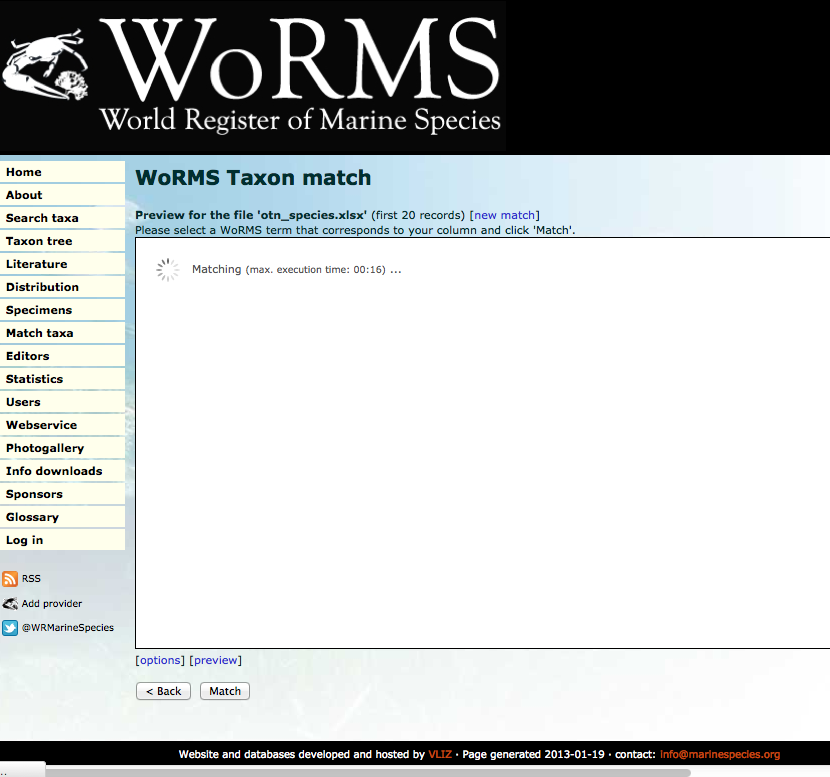 WoRMS
World Register of Marine Species
Home
About
Search taxa
Taxon tree
Literature
Distribution
Specimens
Match taxa
Editors
Statistics
Users
Webservice
Photogallery
Info downloads
Sponsors
Glossary
Log in
RSS
Add provider
@WRMarineSpecies
WoRMS Taxon match
Preview for the file 'otn_species.xlsx' (first 20 records) [new match]
Please select a WoRMS term that corresponds to your column and click 'Match'.
Matching (max. execution time: 00:16) ...
[options] [preview]
< Back Match
Website and databases developed and hosted by VLIZ · Page generated 2013-01-19 · contact: info@marinespecies.org
..